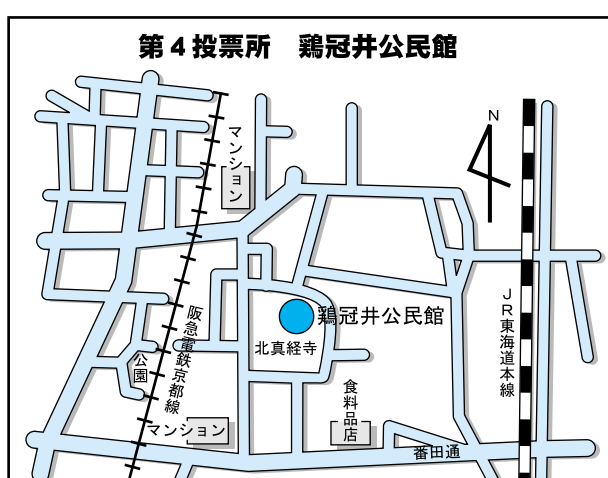 第4投票所　鶏冠井公民館
N
マンション
JR東海道本線
阪急電鉄京都線
鶏冠井公民館
北真経寺
公園
食料品店
マンション
番田通